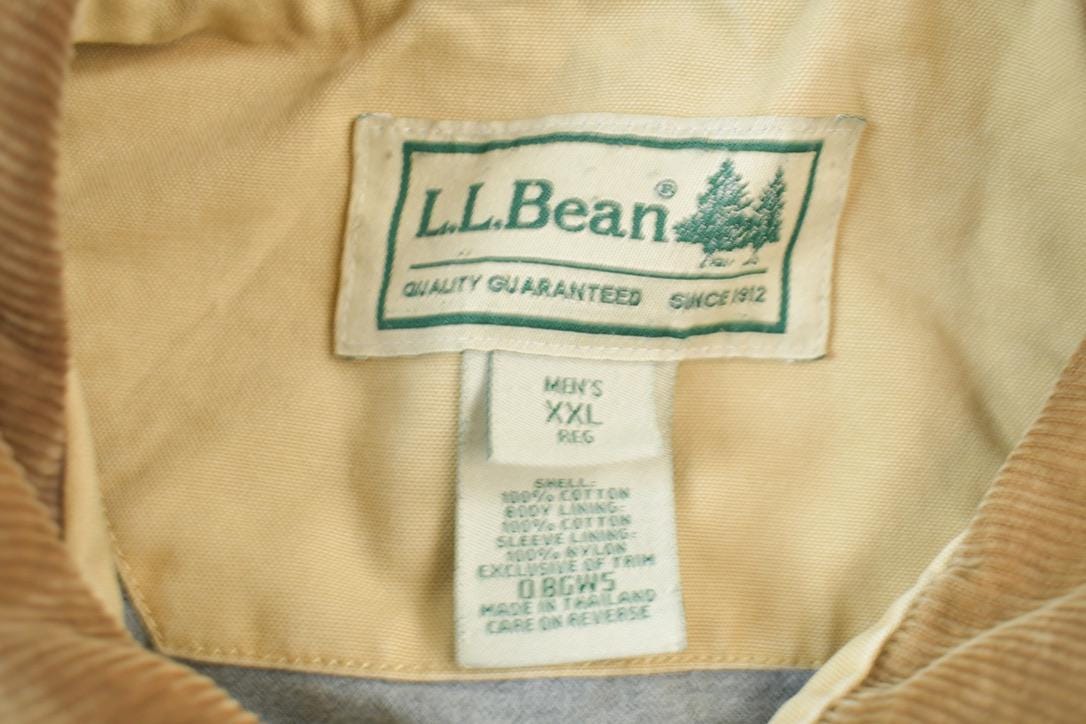 L.L.Bean®
QUALITY GUARANTEED SINCE 1912
MEN'S
XXL
REG
SHELL:
100% COTTON
BODY LINING:
100% COTTON
SLEEVE LINING:
100% NYLON
EXCLUSIVE OF TRIM
0BGW5
MADE IN THAILAND
CARE ON REVERSE